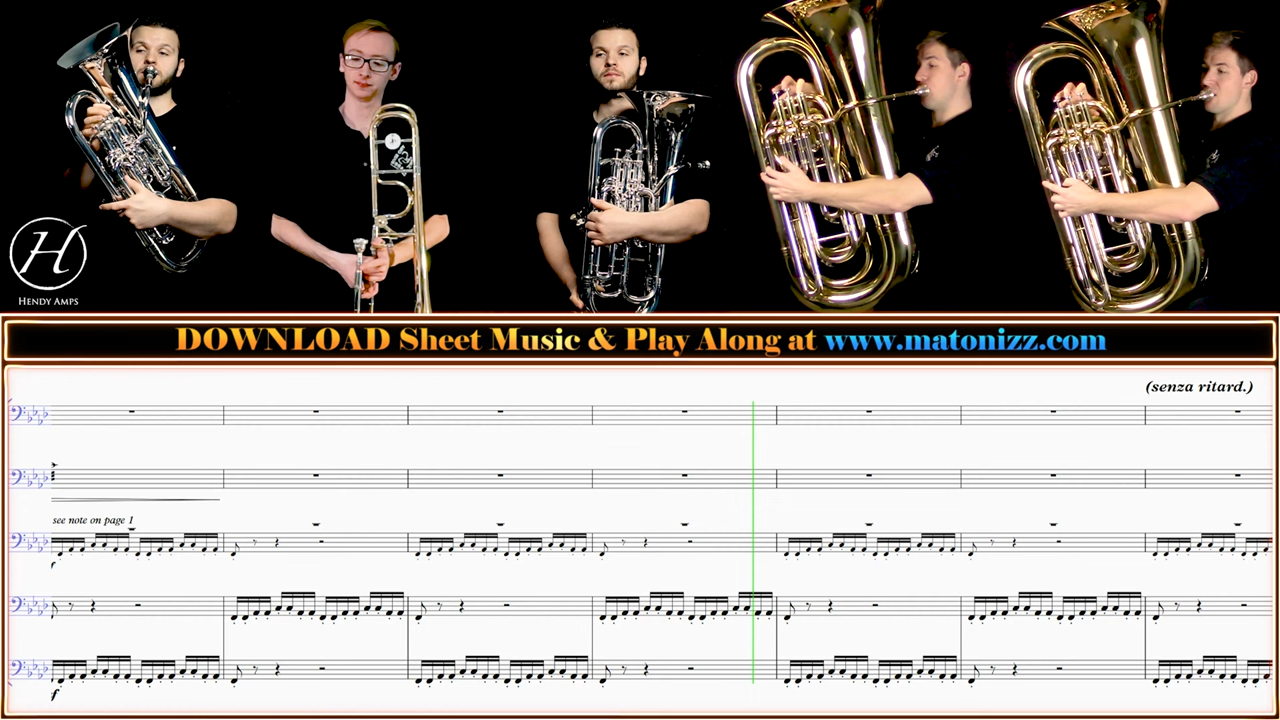 H
HENDY AMPS
DOWNLOAD Sheet Music & Play Along at www.matonizz.com
(senza ritard.)
see note on page 1
f
f